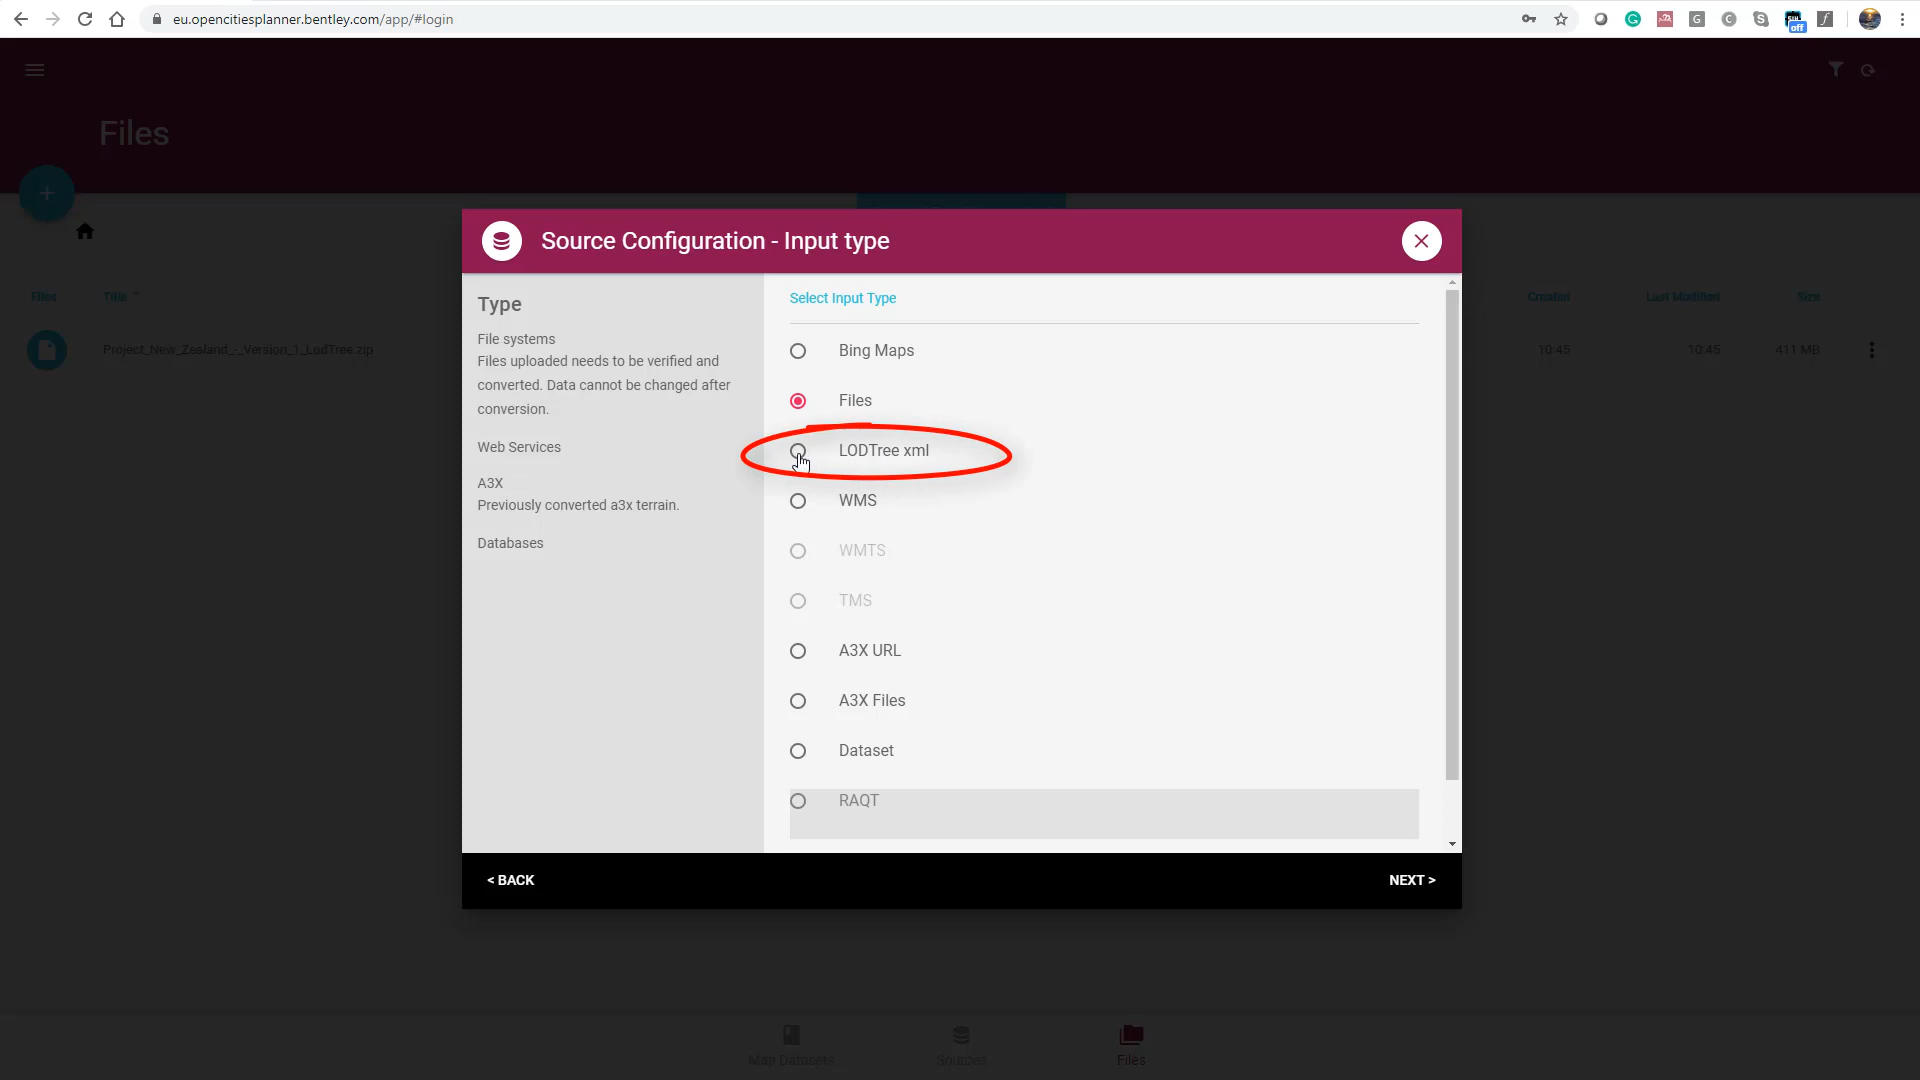 eu.opencitiesplanner.bentley.com/app/#login
off
Files
+
Source Configuration - Input type
Type
File systems
Files uploaded needs to be verified and
converted. Data cannot be changed after
conversion.
Web Services
A3X
Previously converted a3x terrain.
Databases
Select Input Type
Bing Maps
Files
LODTree xml
WMS
WMTS
TMS
A3X URL
A3X Files
Dataset
RAQT
< BACK
NEXT >
Files Title Created Last Modified Size
Project_New_Zealand_-_Version_1_LodTree.zip 10:45 10:45 411 MB
Map Datasets Sources Files